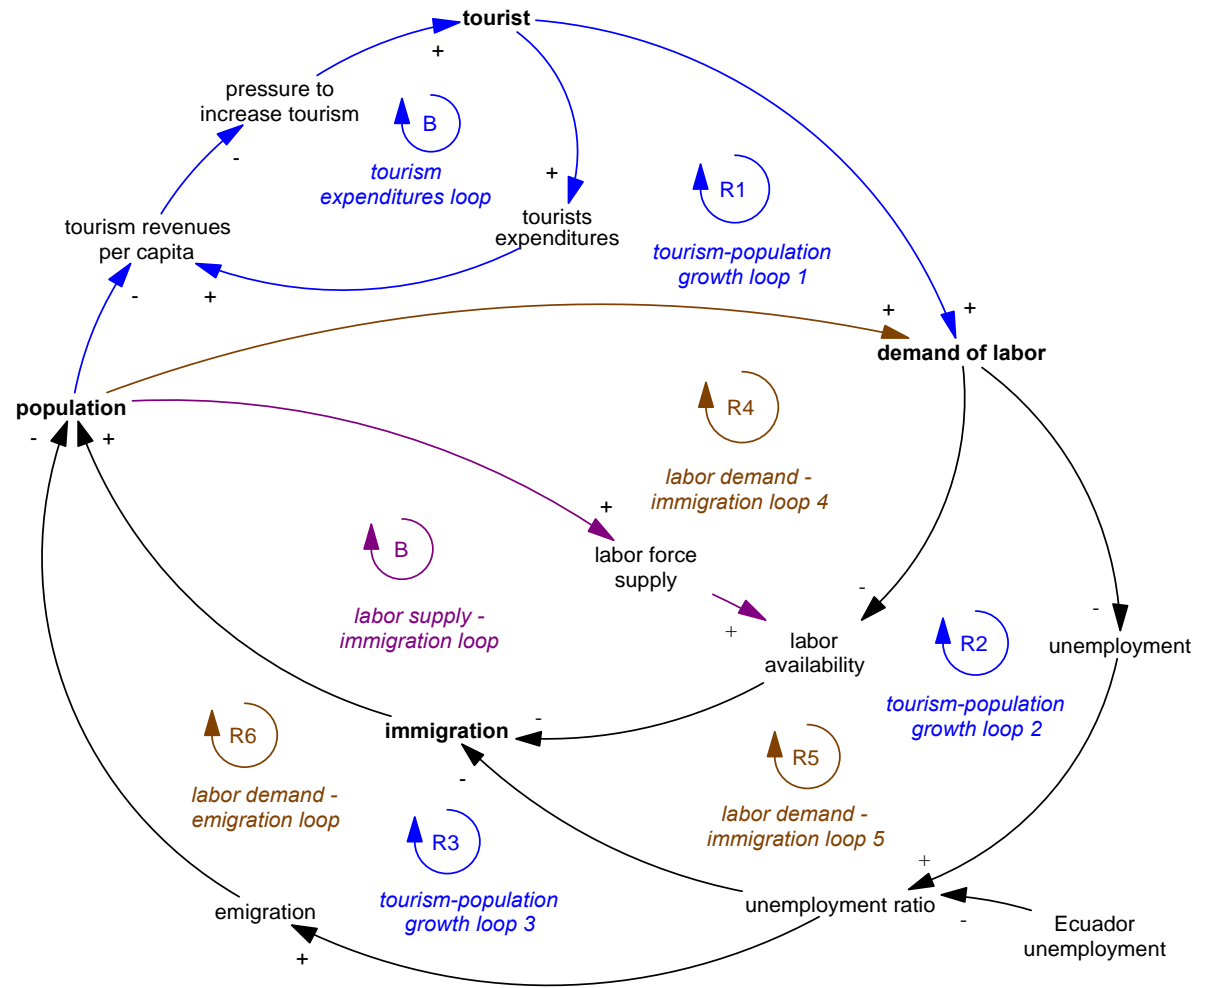 tourist
+
pressure to
increase tourism
B
-
tourism
expenditures loop
+
R1
tourists
expenditures
tourism revenues
per capita
tourism-population
growth loop 1
-
+
+
+
demand of labor
population
-
+
R4
labor demand -
immigration loop 4
+
B
labor force
supply
-
-
labor supply -
immigration loop
+
labor
availability
R2
unemployment
tourism-population
growth loop 2
immigration
-
R6
R5
-
labor demand -
emigration loop
labor demand -
immigration loop 5
R3
+
tourism-population
growth loop 3
emigration
unemployment ratio
-
Ecuador
unemployment
+